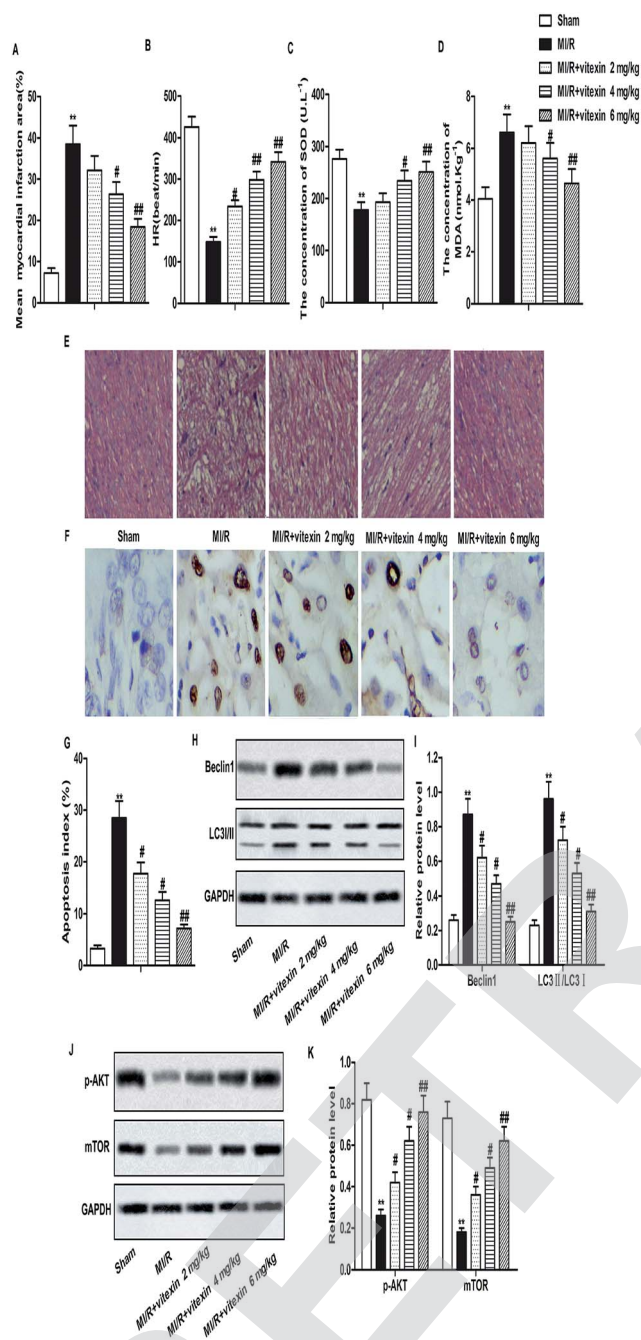 Sham
MI/R
MI/R+vitexin 2 mg/kg
MI/R+vitexin 4 mg/kg
MI/R+vitexin 6 mg/kg
A
Mean myocardial infarction area(%)
50
40
30
20
10
0
**
#
##
B
HR(beat/min)
500
400
300
200
100
0
**
#
##
##
C
The concentration of SOD (U.L⁻¹)
400
300
200
100
0
**
#
##
D
The concentration of
MDA (nmol.Kg⁻¹)
8
6
4
2
0
**
#
##
E
F
Sham
MI/R
MI/R+vitexin 2 mg/kg
MI/R+vitexin 4 mg/kg
MI/R+vitexin 6 mg/kg
G
Apoptosis index (%)
40
30
20
10
0
**
#
#
##
H
Beclin1
LC3I/II
GAPDH
Sham
MI/R
MI/R+vitexin 2 mg/kg
MI/R+vitexin 4 mg/kg
MI/R+vitexin 6 mg/kg
I
Relative protein level
1.2
1.0
0.8
0.6
0.4
0.2
0.0
**
#
#
##
**
#
#
##
Beclin1
LC3Ⅱ/LC3Ⅰ
J
p-AKT
mTOR
GAPDH
Sham
MI/R
MI/R+vitexin 2 mg/kg
MI/R+vitexin 4 mg/kg
MI/R+vitexin 6 mg/kg
K
Relative protein level
1.0
0.8
0.6
0.4
0.2
0.0
**
#
#
##
**
#
#
##
p-AKT
mTOR